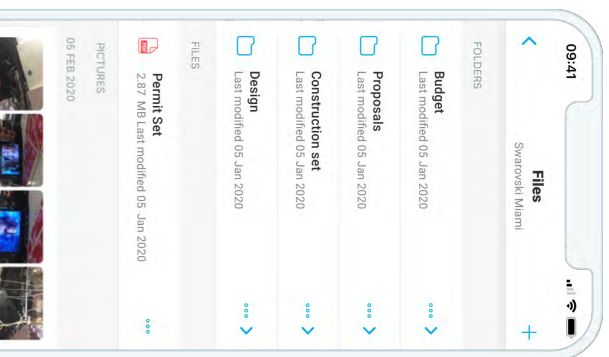 09:41
Files
Swarovski Miami
FOLDERS
Budget
Last modified 05 Jan 2020
Proposals
Last modified 05 Jan 2020
Construction set
Last modified 05 Jan 2020
Design
Last modified 05 Jan 2020
FILES
Permit Set
2.87 MB Last modified 05 Jan 2020
PICTURES
05 FEB 2020